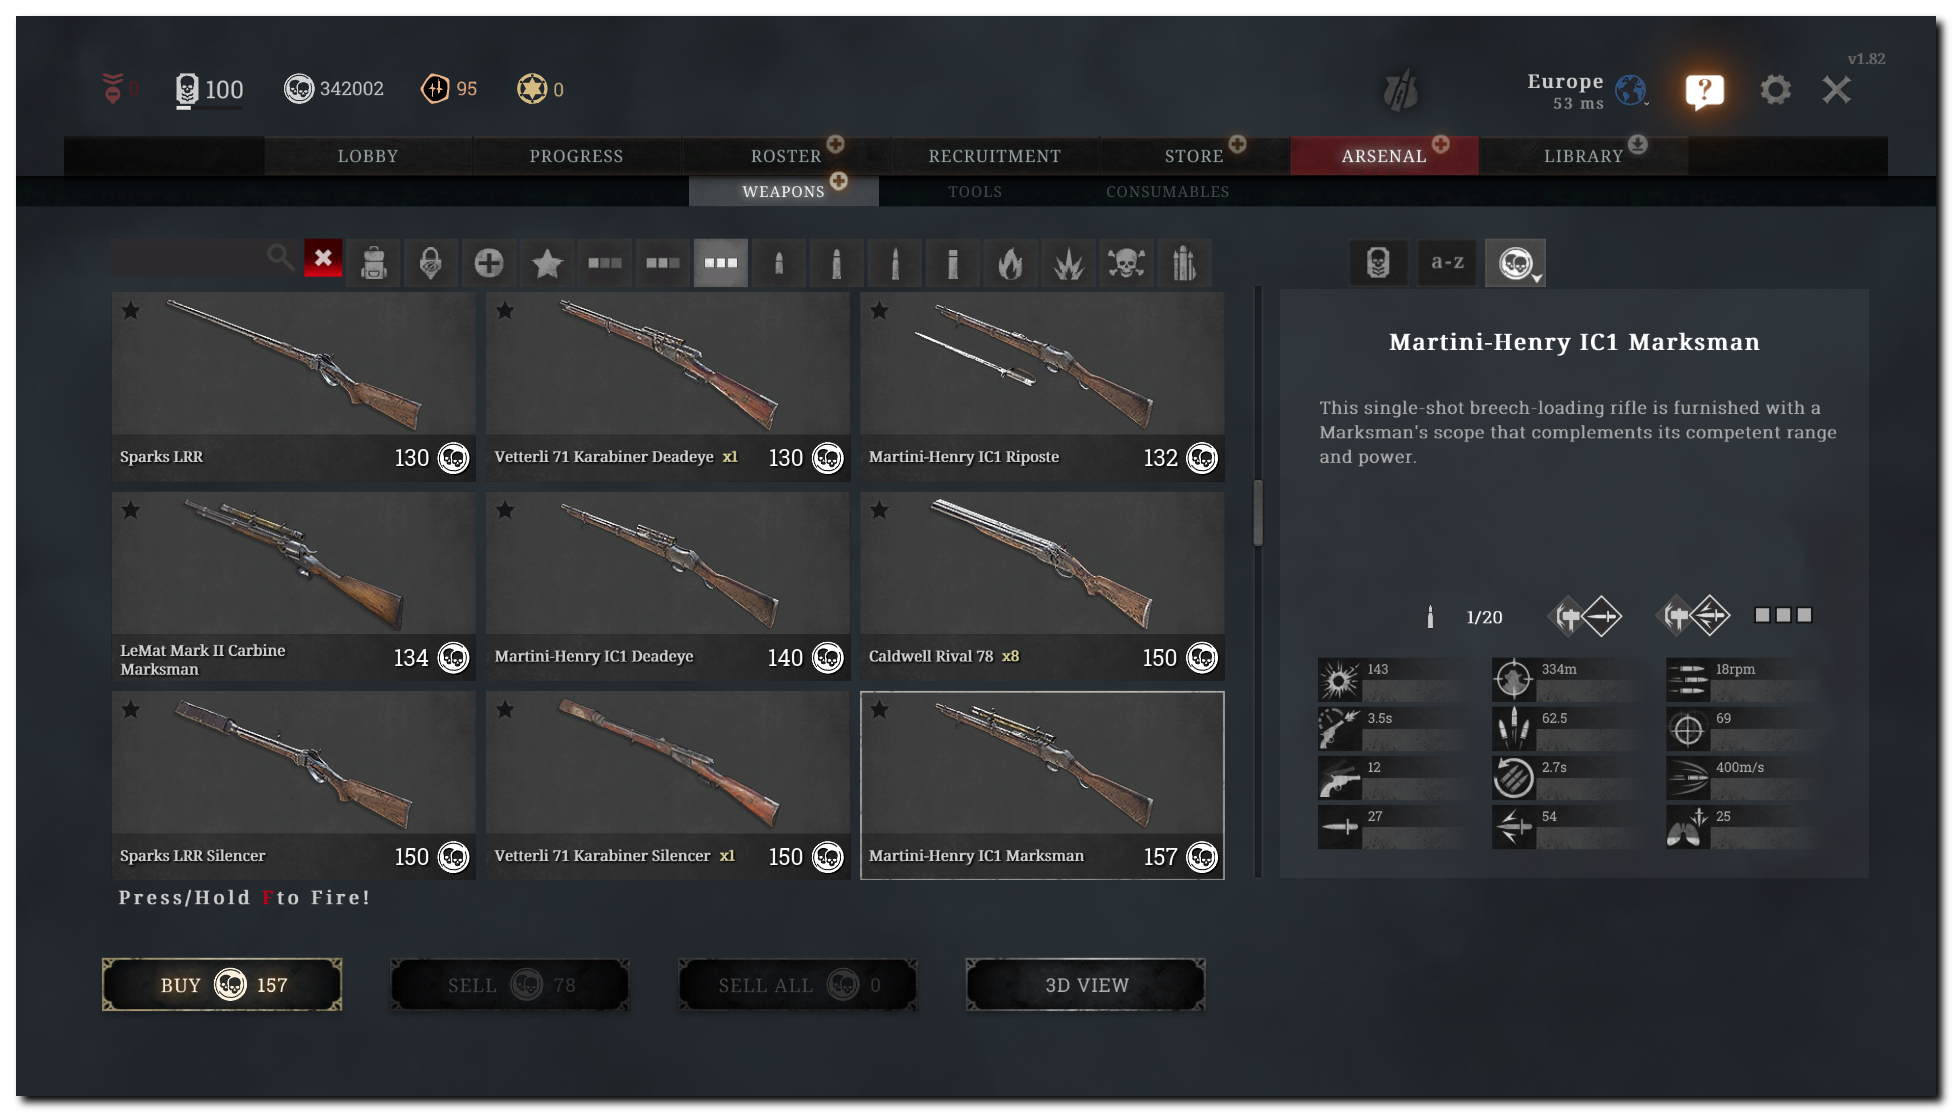 v1.82
0 100 342002 95 0 Europe
53 ms
LOBBY PROGRESS ROSTER RECRUITMENT STORE ARSENAL LIBRARY
WEAPONS TOOLS CONSUMABLES
a-z
Sparks LRR 130
Vetterli 71 Karabiner Deadeye x1 130
Martini-Henry IC1 Riposte 132
LeMat Mark II Carbine
Marksman 134
Martini-Henry IC1 Deadeye 140
Caldwell Rival 78 x8 150
Sparks LRR Silencer 150
Vetterli 71 Karabiner Silencer x1 150
Martini-Henry IC1 Marksman 157
Martini-Henry IC1 Marksman
This single-shot breech-loading rifle is furnished with a
Marksman's scope that complements its competent range
and power.
1/20
143 334m 18rpm
3.5s 62.5 69
12 2.7s 400m/s
27 54 25
Press/Hold F to Fire!
BUY 157 SELL 78 SELL ALL 0 3D VIEW